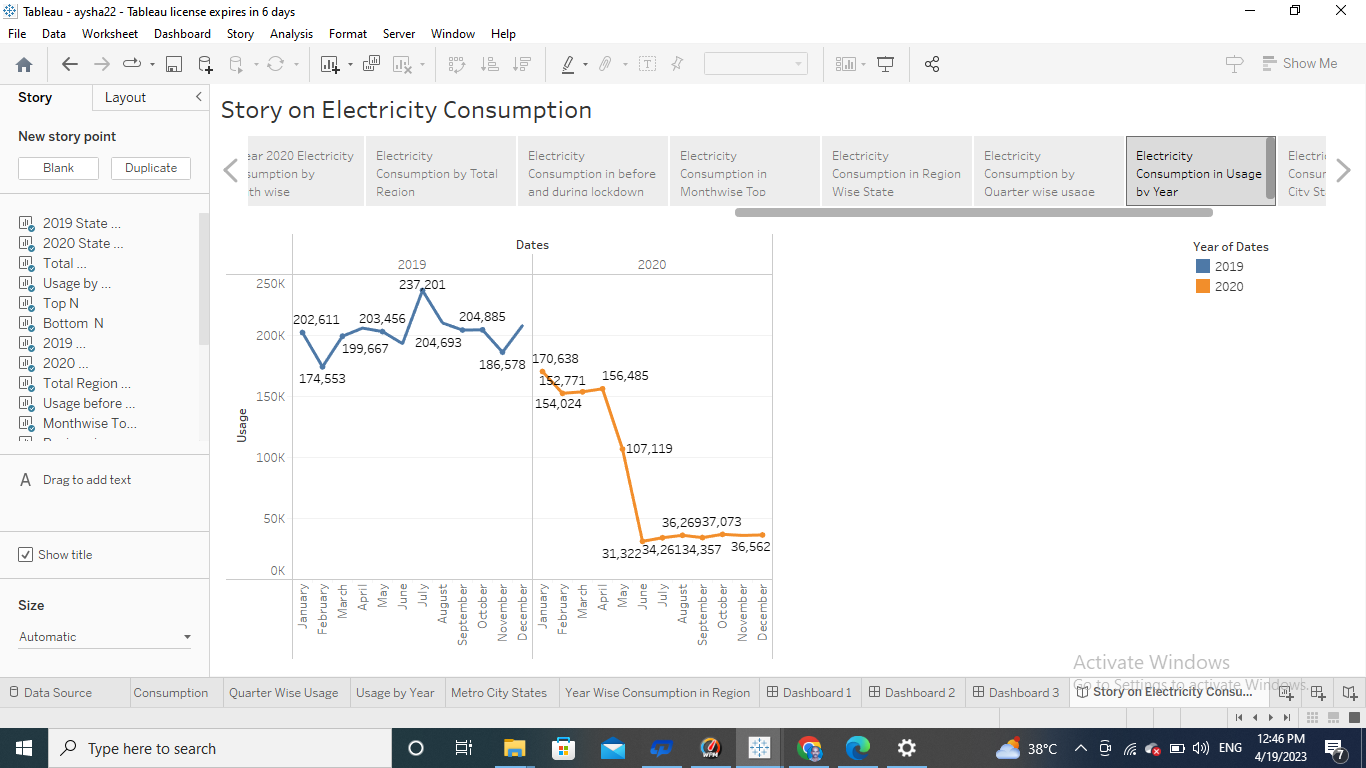 Tableau - aysha22 - Tableau license expires in 6 days
File Data Worksheet Dashboard Story Analysis Format Server Window Help
Show Me
Story Layout
New story point
Blank Duplicate
2019 State ...
2020 State ...
Total ...
Usage by ...
Top N
Bottom N
2019 ...
2020 ...
Total Region ...
Usage before ...
Monthwise To...
A Drag to add text
Show title
Size
Automatic
Story on Electricity Consumption
ear 2020 Electricity
sumption by
th wise
Electricity
Consumption by Total
Region
Electricity
Consumption in before
and during lockdown
Electricity
Consumption in
Monthwise Top
Electricity
Consumption in Region
Wise State
Electricity
Consumption by
Quarter wise usage
Electricity
Consumption in Usage
by Year
Electri
Consur
City St
Dates
2019 2020
Usage
250K
200K
150K
100K
50K
0K
202,611
174,553
199,667
203,456
237,201
204,693
204,885
186,578
170,638
152,771
154,024
156,485
107,119
31,322
34,261
36,269
34,357
37,073
36,562
January
February
March
April
May
June
July
August
September
October
November
December
January
February
March
April
May
June
July
August
September
October
November
December
Year of Dates
2019
2020
Activate Windows
Go to Settings to activate Windows.
Data Source Consumption Quarter Wise Usage Usage by Year Metro City States Year Wise Consumption in Region Dashboard 1 Dashboard 2 Dashboard 3 Story on Electricity Consu...
Type here to search
WPM
38°C
ENG
12:46 PM
4/19/2023
7